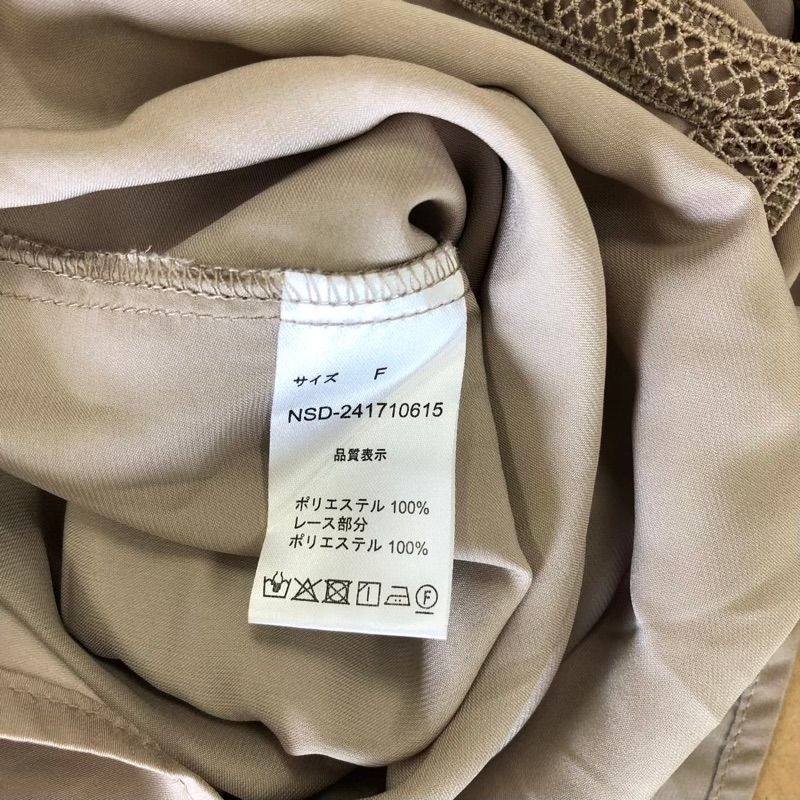 サイズ F
NSD-241710615
品質表示
ポリエステル 100%
レース部分
ポリエステル 100%
F